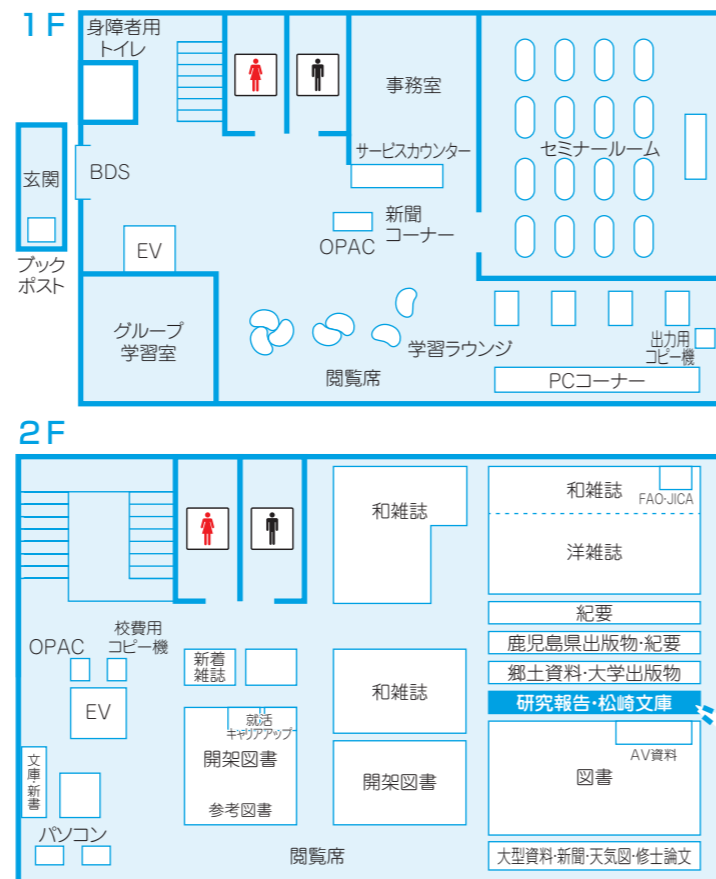 1F
身障者用
トイレ
事務室
サービスカウンター
セミナールーム
玄関
BDS
新聞
コーナー
OPAC
EV
ブック
ポスト
グループ
学習室
学習ラウンジ
出力用
コピー機
閲覧席
PCコーナー
2F
和雑誌
和雑誌
FAO-JICA
洋雑誌
紀要
校費用
コピー機
OPAC
鹿児島県出版物・紀要
新着
雑誌
郷土資料・大学出版物
和雑誌
研究報告・松崎文庫
EV
就活
キャリアアップ
開架図書
AV資料
文庫・新書
開架図書
図書
参考図書
パソコン
閲覧席
大型資料・新聞・天気図・修士論文